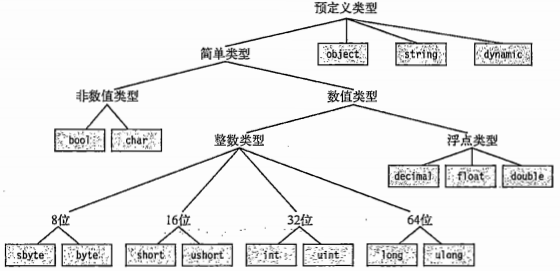 预定义类型
简单类型 object string dynamic
非数值类型 数值类型
bool char 整数类型 浮点类型
decimal float double
8位 16位 32位 64位
sbyte byte short ushort int uint long ulong